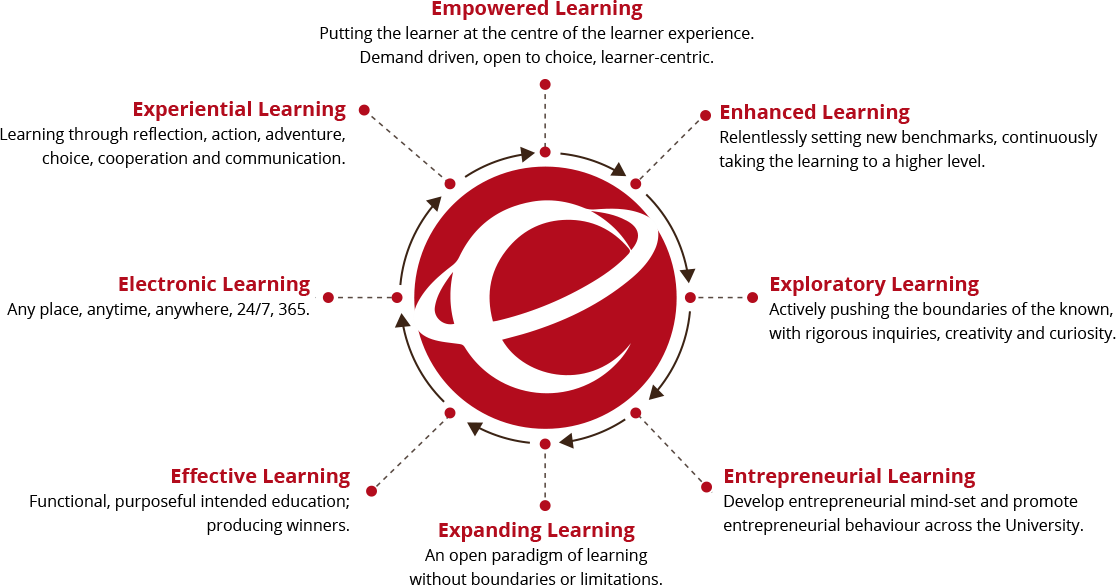 Empowered Learning
Putting the learner at the centre of the learner experience.
Demand driven, open to choice, learner-centric.
Enhanced Learning
Relentlessly setting new benchmarks, continuously
taking the learning to a higher level.
Exploratory Learning
Actively pushing the boundaries of the known,
with rigorous inquiries, creativity and curiosity.
Entrepreneurial Learning
Develop entrepreneurial mind-set and promote
entrepreneurial behaviour across the University.
Expanding Learning
An open paradigm of learning
without boundaries or limitations.
Effective Learning
Functional, purposeful intended education;
producing winners.
Electronic Learning
Any place, anytime, anywhere, 24/7, 365.
Experiential Learning
Learning through reflection, action, adventure,
choice, cooperation and communication.